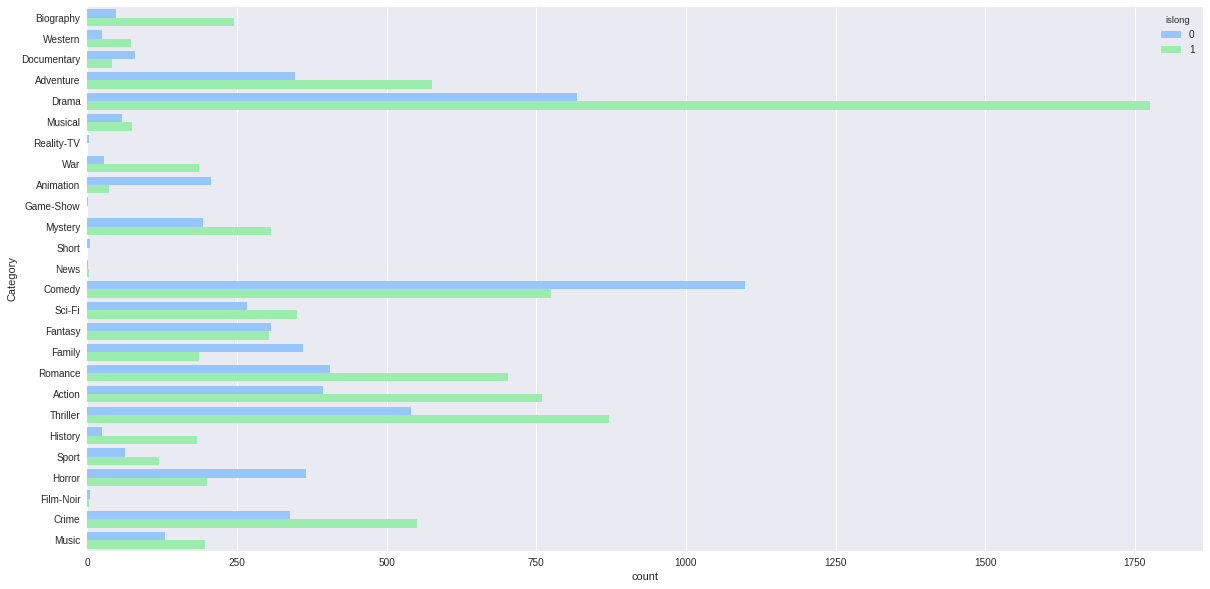 islong
0
1
Category
Biography
Western
Documentary
Adventure
Drama
Musical
Reality-TV
War
Animation
Game-Show
Mystery
Short
News
Comedy
Sci-Fi
Fantasy
Family
Romance
Action
Thriller
History
Sport
Horror
Film-Noir
Crime
Music
0 250 500 750 1000 1250 1500 1750
count